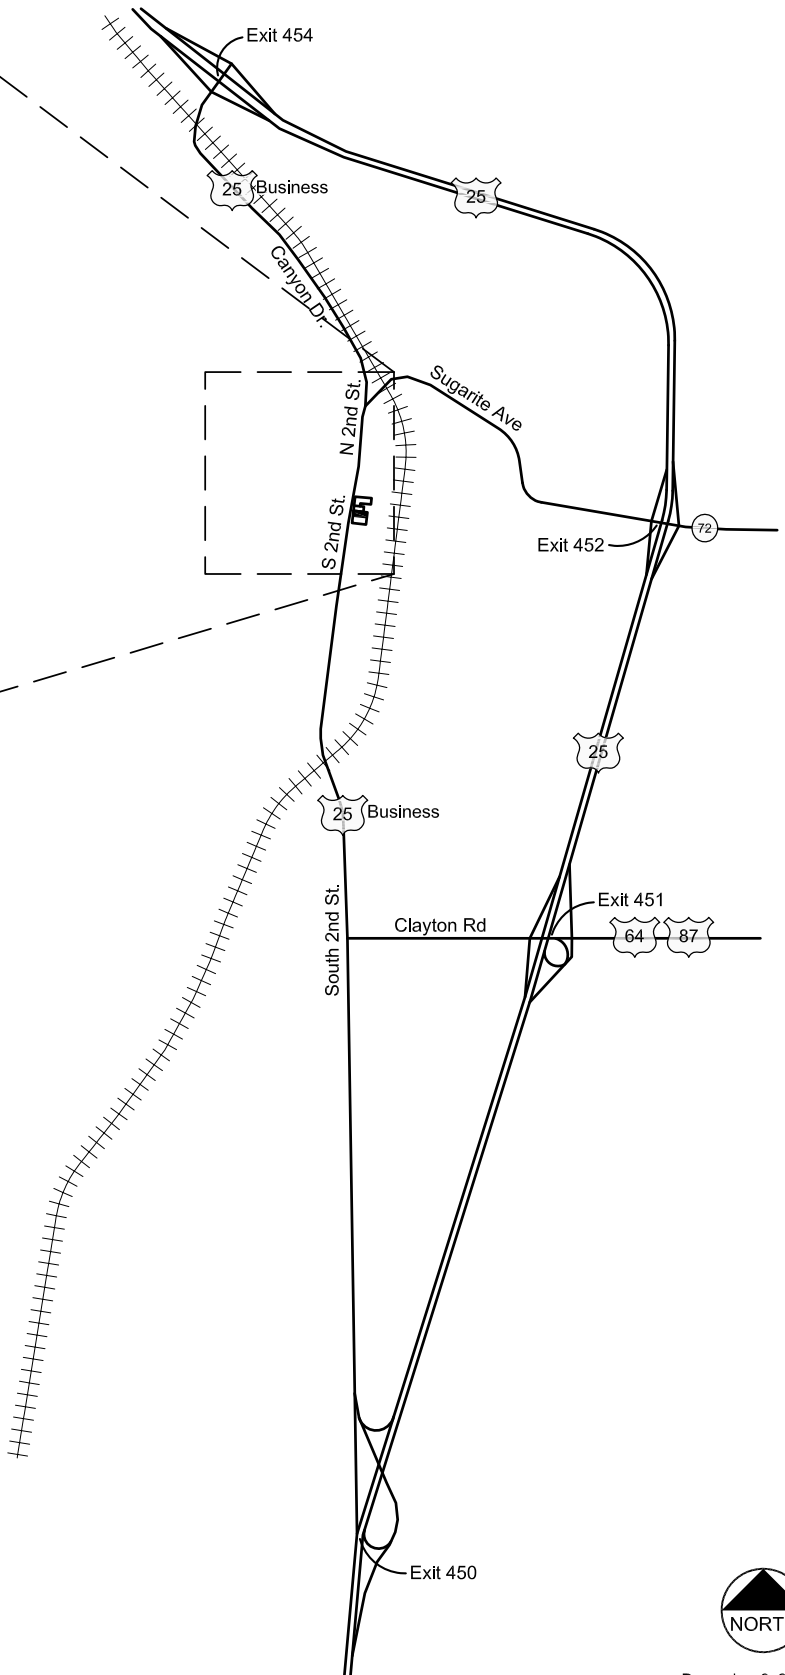 Exit 454
25 Business
25
Canyon Dr.
Sugarite Ave
N 2nd St.
S 2nd St.
72
Exit 452
25
25 Business
Exit 451
Clayton Rd
64
87
South 2nd St.
Exit 450
NORT